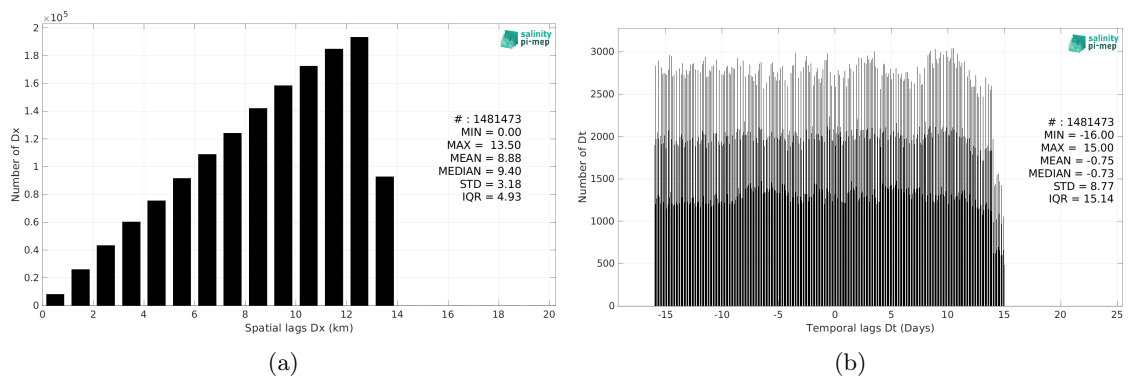 ×10⁵
2
1.8
1.6
1.4
1.2
1
0.8
0.6
0.4
0.2
0
Number of Dx
salinity
pi-mep
# : 1481473
MIN = 0.00
MAX = 13.50
MEAN = 8.88
MEDIAN = 9.40
STD = 3.18
IQR = 4.93
0 2 4 6 8 10 12 14 16 18 20
Spatial lags Dx (km)
(a)
3000
2500
2000
1500
1000
500
0
Number of Dt
salinity
pi-mep
# : 1481473
MIN = -16.00
MAX = 15.00
MEAN = -0.75
MEDIAN = -0.73
STD = 8.77
IQR = 15.14
-15 -10 -5 0 5 10 15 20 25
Temporal lags Dt (Days)
(b)